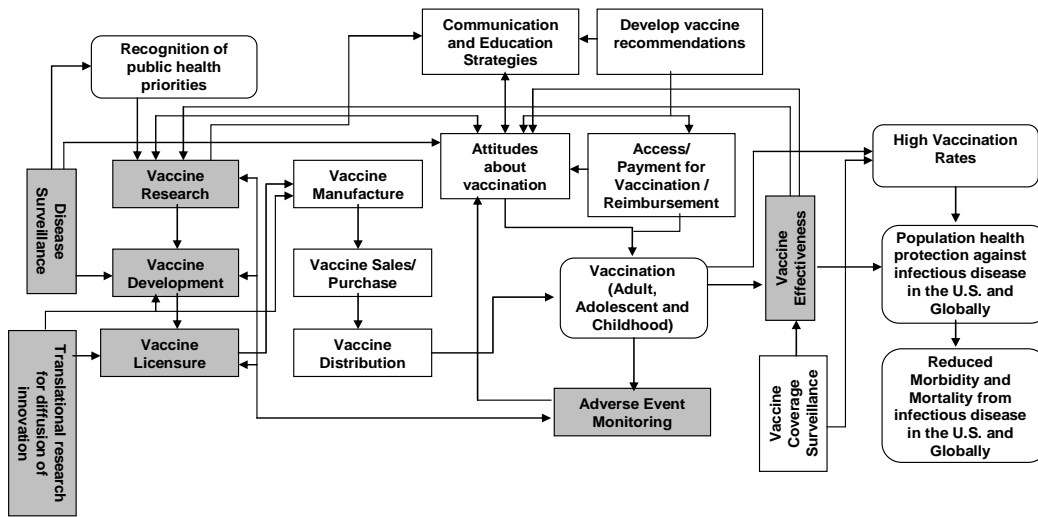 Recognition of
public health
priorities
Communication
and Education
Strategies
Develop vaccine
recommendations
Disease
Surveillance
Vaccine
Research
Vaccine
Manufacture
Attitudes
about
vaccination
Access/
Payment for
Vaccination /
Reimbursement
High Vaccination
Rates
Vaccine
Development
Vaccine Sales/
Purchase
Vaccination
(Adult,
Adolescent and
Childhood)
Vaccine
Effectiveness
Population health
protection against
infectious disease
in the U.S. and
Globally
Translational research
for diffusion of
innovation
Vaccine
Licensure
Vaccine
Distribution
Adverse Event
Monitoring
Vaccine
Coverage
Surveillance
Reduced
Morbidity and
Mortality from
infectious disease
in the U.S. and
Globally